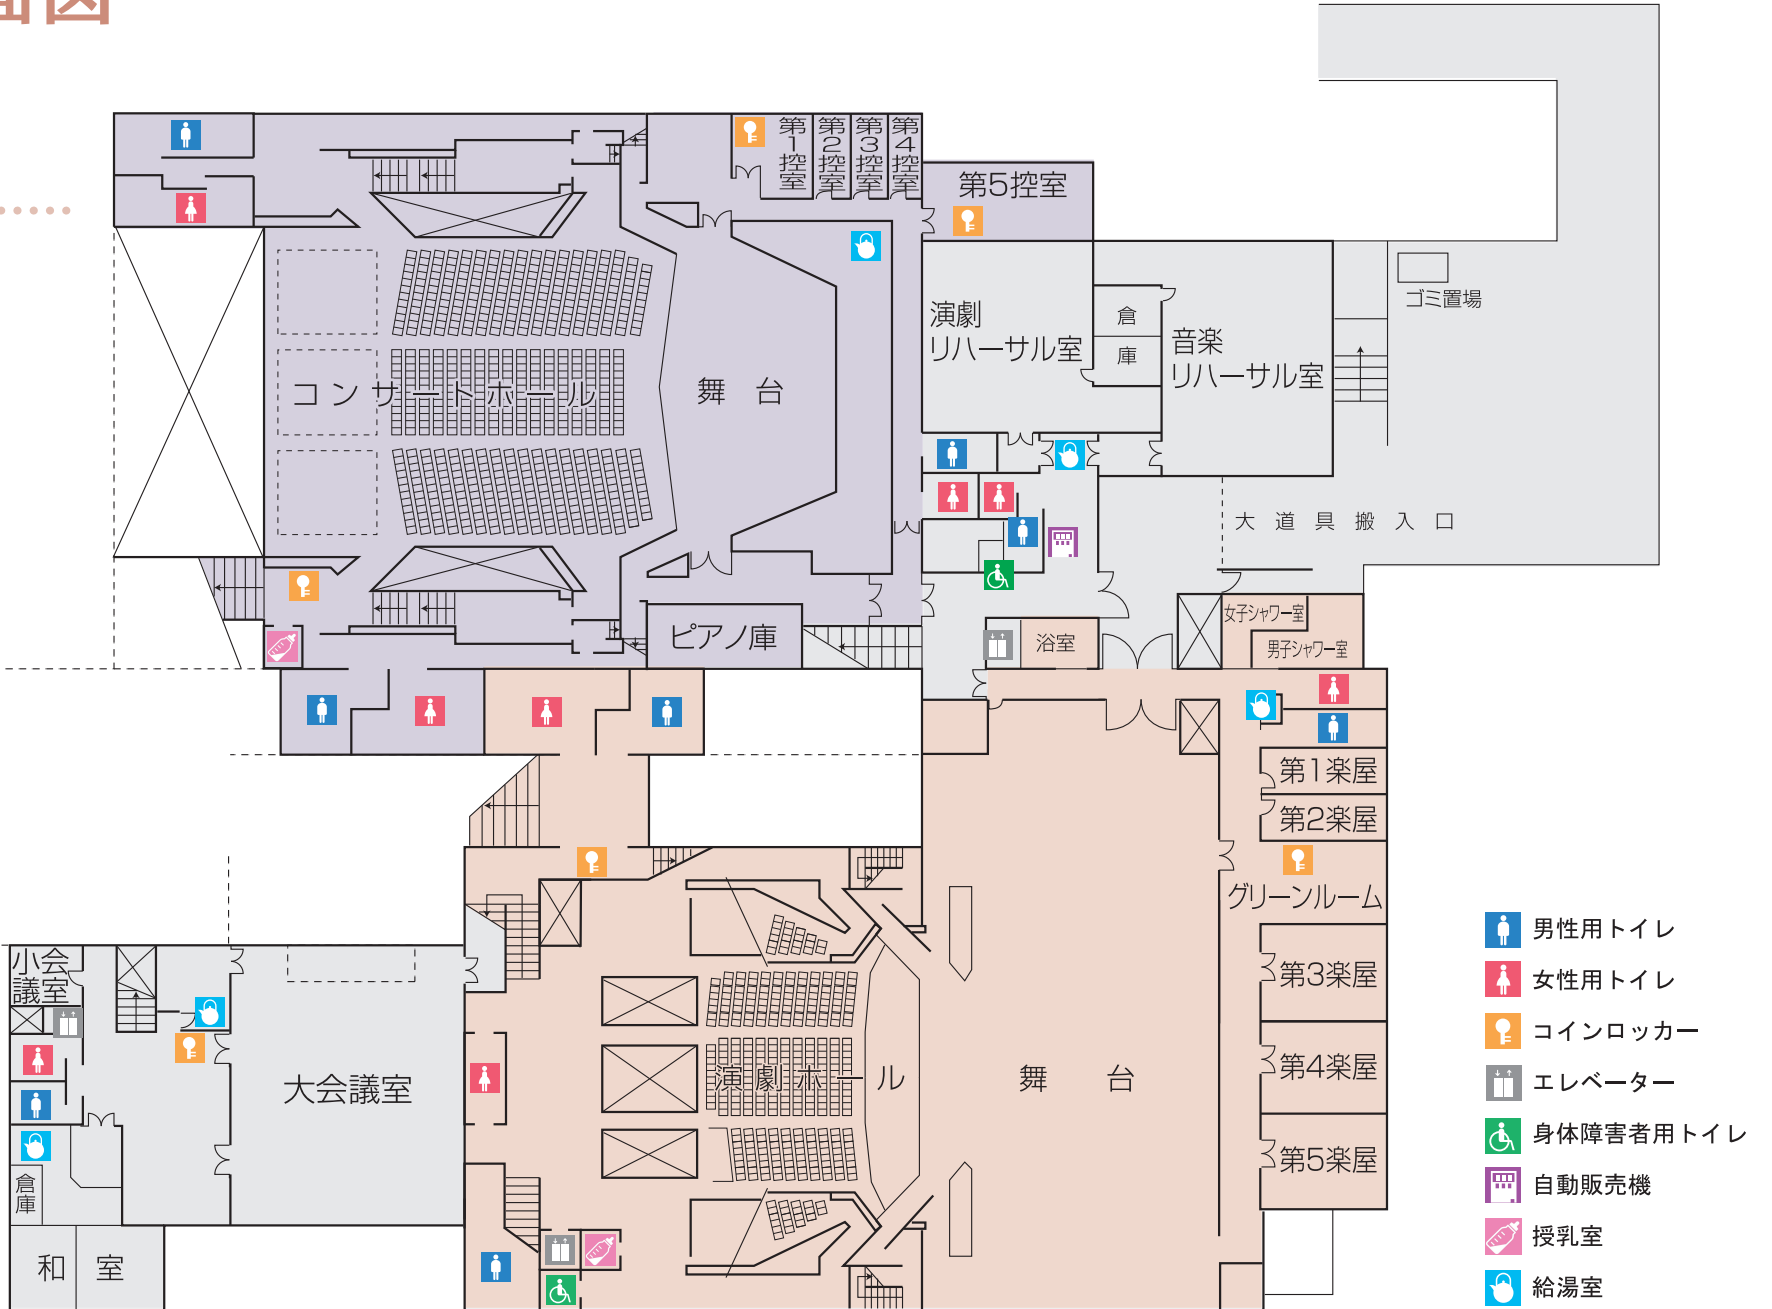 面図
第1控室
第2控室
第3控室
第4控室
第5控室
演劇
リハーサル室
倉
庫
音楽
リハーサル室
ゴミ置場
コンサートホール
舞台
大道具搬入口
ピアノ庫
浴室
女子シャワー室
男子シャワー室
第1楽屋
第2楽屋
グリーンルーム
第3楽屋
第4楽屋
第5楽屋
小会
議室
大会議室
演劇ホール
舞台
倉
庫
和室
男性用トイレ
女性用トイレ
コインロッカー
エレベーター
身体障害者用トイレ
自動販売機
授乳室
給湯室